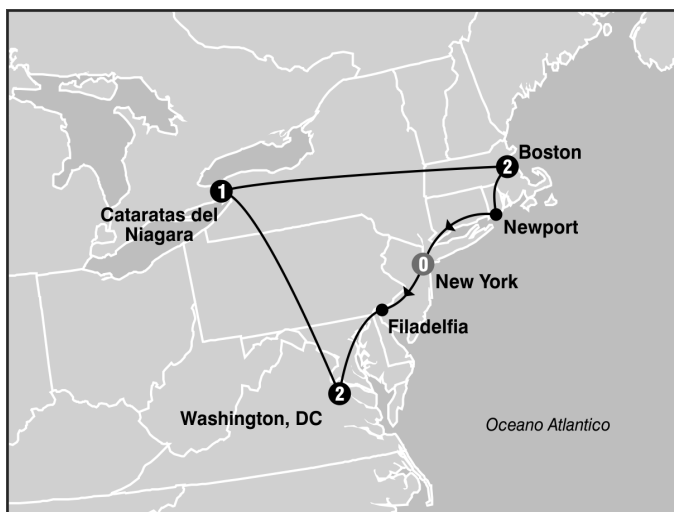 Boston
2
1
Cataratas del
Niagara
Newport
0
New York
Filadelfia
2
Washington, DC
Oceano Atlantico